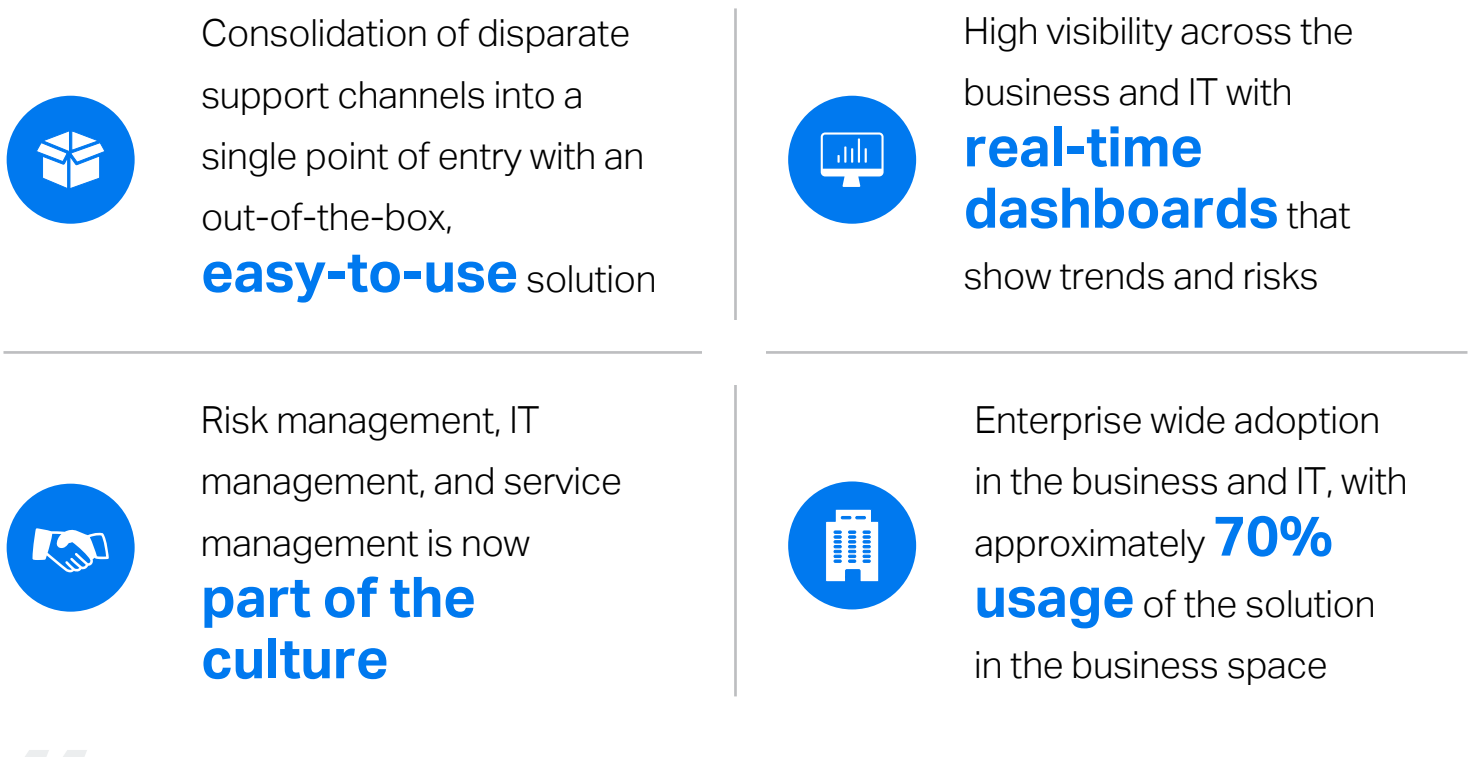 Consolidation of disparate
support channels into a
single point of entry with an
out-of-the-box,
easy-to-use solution
High visibility across the
business and IT with
real-time
dashboards that
show trends and risks
Risk management, IT
management, and service
management is now
part of the
culture
Enterprise wide adoption
in the business and IT, with
approximately 70%
usage of the solution
in the business space